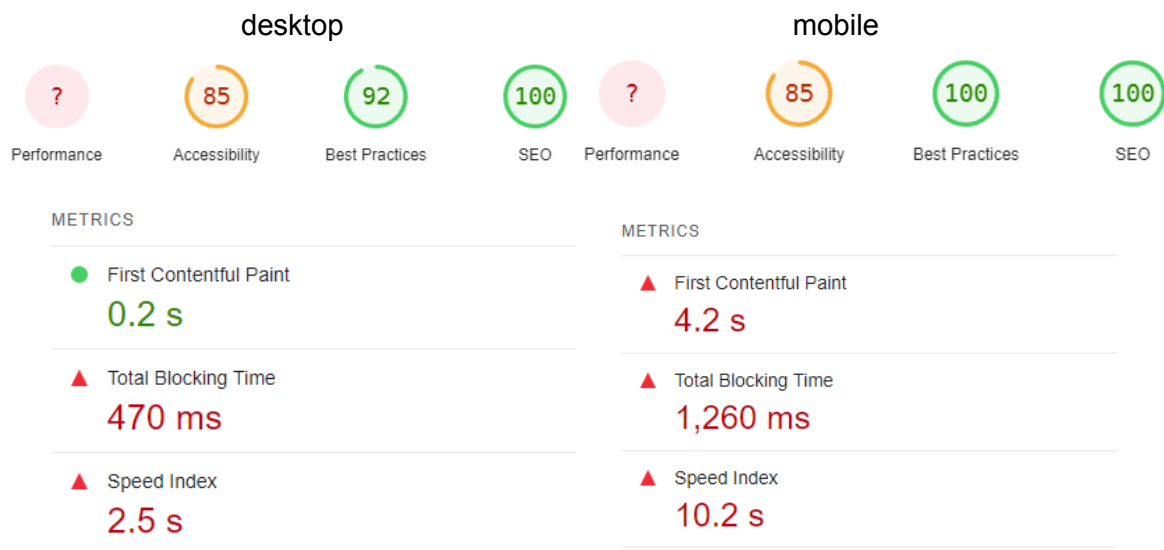 desktop
mobile
? 85 92 100
Performance Accessibility Best Practices SEO
? 85 100 100
Performance Accessibility Best Practices SEO
METRICS
First Contentful Paint
0.2 s
Total Blocking Time
470 ms
Speed Index
2.5 s
METRICS
First Contentful Paint
4.2 s
Total Blocking Time
1,260 ms
Speed Index
10.2 s